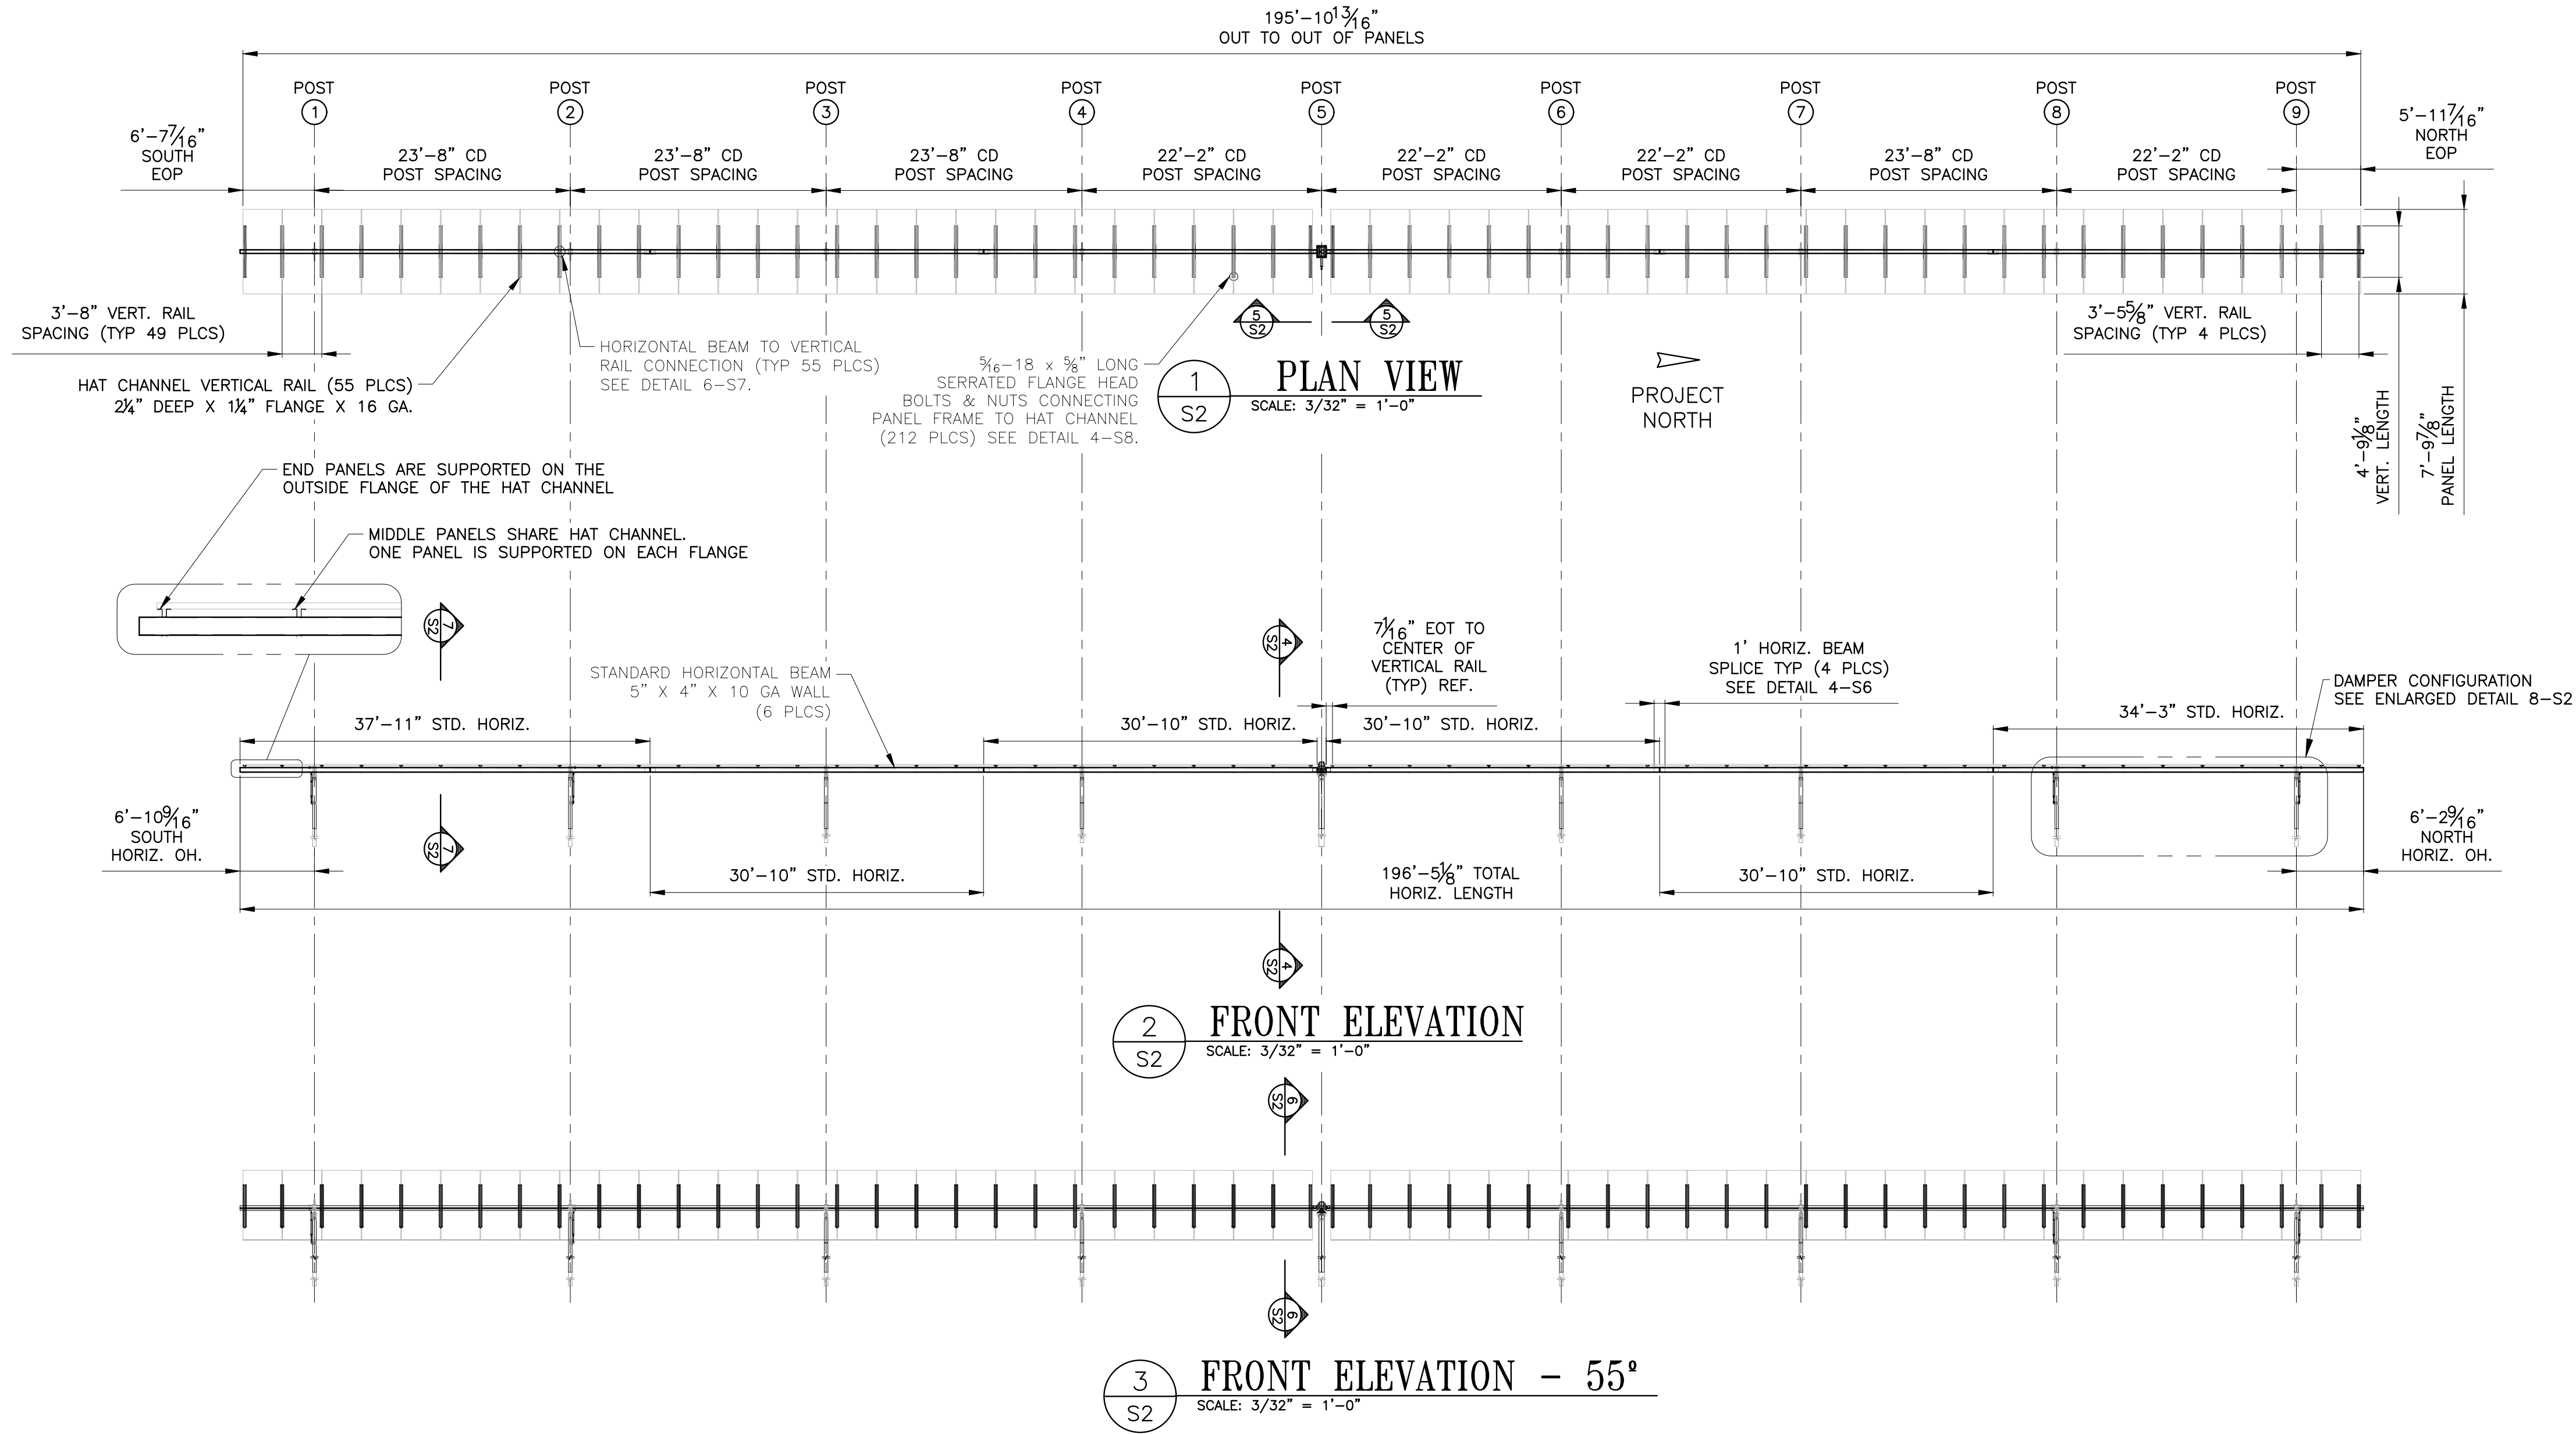 195'-10 13/16"
OUT TO OUT OF PANELS
POST
1
POST
2
POST
3
POST
4
POST
5
POST
6
POST
7
POST
8
POST
9
6'-7 7/16"
SOUTH
EOP
23'-8" CD
POST SPACING
23'-8" CD
POST SPACING
23'-8" CD
POST SPACING
22'-2" CD
POST SPACING
22'-2" CD
POST SPACING
22'-2" CD
POST SPACING
23'-8" CD
POST SPACING
22'-2" CD
POST SPACING
5'-11 7/16"
NORTH
EOP
3'-8" VERT. RAIL
SPACING (TYP 49 PLCS)
HAT CHANNEL VERTICAL RAIL (55 PLCS)
2 1/4" DEEP X 1 1/4" FLANGE X 16 GA.
HORIZONTAL BEAM TO VERTICAL
RAIL CONNECTION (TYP 55 PLCS)
SEE DETAIL 6-S7.
5/16-18 x 5/8" LONG
SERRATED FLANGE HEAD
BOLTS & NUTS CONNECTING
PANEL FRAME TO HAT CHANNEL
(212 PLCS) SEE DETAIL 4-S8.
5
S2
5
S2
1
S2
PLAN VIEW
SCALE: 3/32" = 1'-0"
PROJECT
NORTH
3'-5 5/8" VERT. RAIL
SPACING (TYP 4 PLCS)
4'-9 1/8"
VERT. LENGTH
7'-9 7/8"
PANEL LENGTH
END PANELS ARE SUPPORTED ON THE
OUTSIDE FLANGE OF THE HAT CHANNEL
MIDDLE PANELS SHARE HAT CHANNEL.
ONE PANEL IS SUPPORTED ON EACH FLANGE
7
S2
4
S2
STANDARD HORIZONTAL BEAM
5" X 4" X 10 GA WALL
(6 PLCS)
7 1/16" EOT TO
CENTER OF
VERTICAL RAIL
(TYP) REF.
1' HORIZ. BEAM
SPLICE TYP (4 PLCS)
SEE DETAIL 4-S6
DAMPER CONFIGURATION
SEE ENLARGED DETAIL 8-S2
37'-11" STD. HORIZ.
30'-10" STD. HORIZ.
30'-10" STD. HORIZ.
34'-3" STD. HORIZ.
6'-10 9/16"
SOUTH
HORIZ. OH.
7
S2
30'-10" STD. HORIZ.
196'-5 1/8" TOTAL
HORIZ. LENGTH
30'-10" STD. HORIZ.
6'-2 9/16"
NORTH
HORIZ. OH.
4
S2
2
S2
FRONT ELEVATION
SCALE: 3/32" = 1'-0"
6
S2
6
S2
3
S2
FRONT ELEVATION - 55º
SCALE: 3/32" = 1'-0"